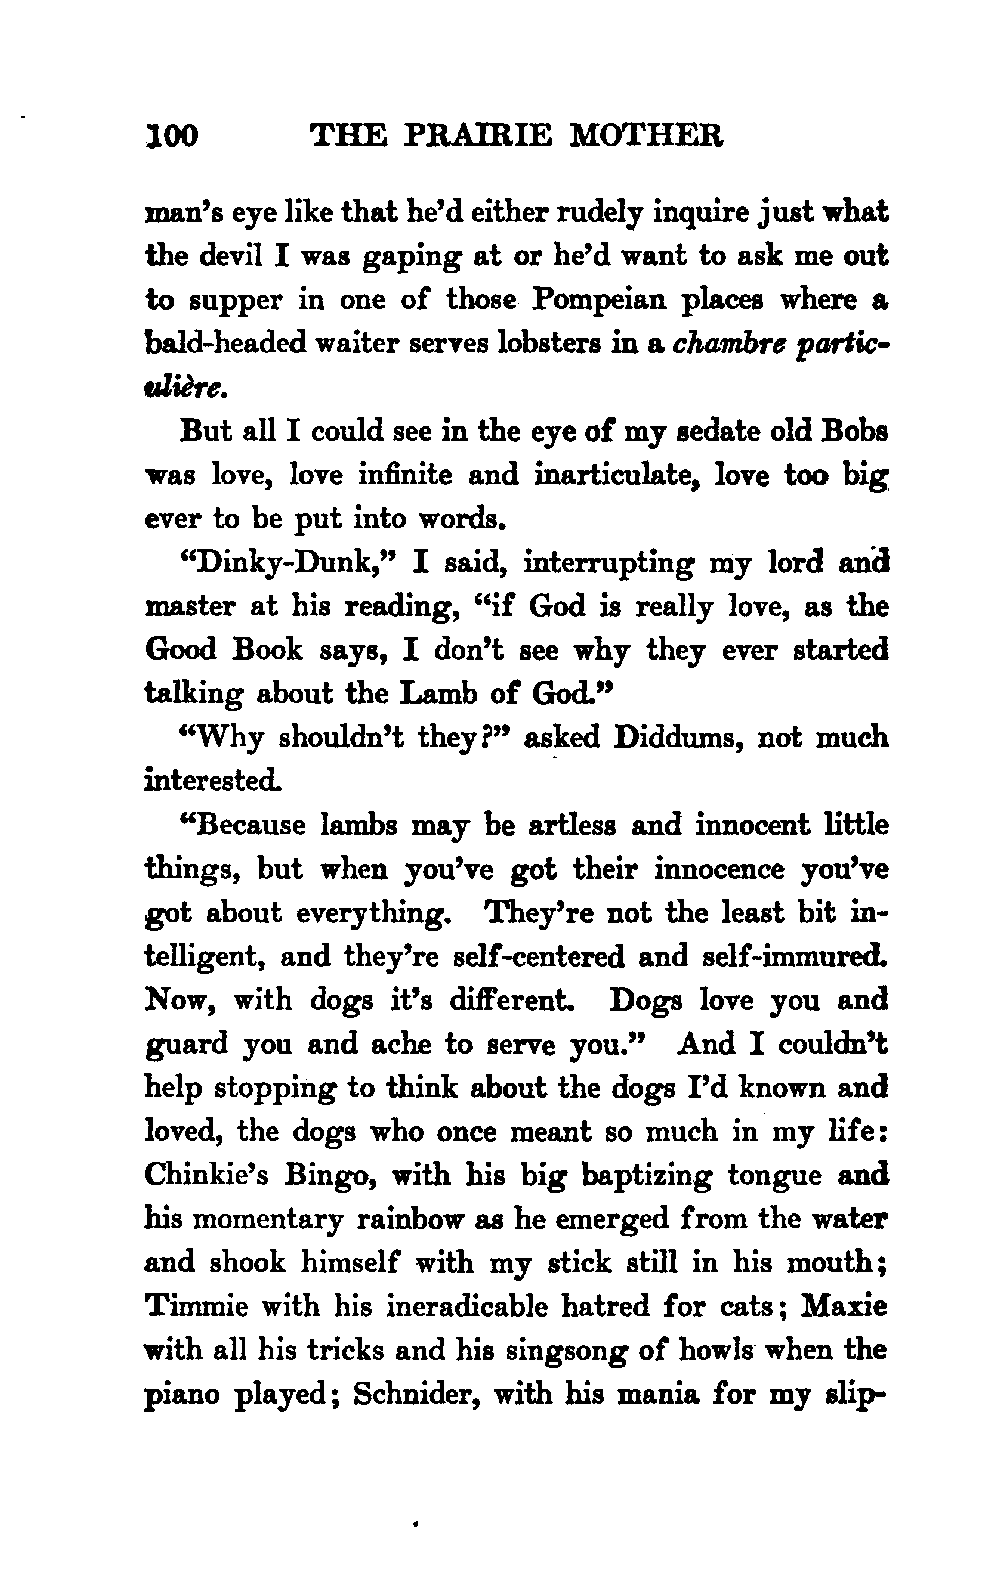 100 THE PRAIRIE MOTHER
man's eye like that he'd either rudely inquire just what
the devil I was gaping at or he'd want to ask me out
to supper in one of those Pompeian places where a
bald-headed waiter serves lobsters in a chambre partic-
ulière.
But all I could see in the eye of my sedate old Bobs
was love, love infinite and inarticulate, love too big
ever to be put into words.
“Dinky-Dunk,” I said, interrupting my lord and
master at his reading, “if God is really love, as the
Good Book says, I don't see why they ever started
talking about the Lamb of God.”
“Why shouldn't they?” asked Diddums, not much
interested.
“Because lambs may be artless and innocent little
things, but when you've got their innocence you've
got about everything. They're not the least bit in-
telligent, and they're self-centered and self-immured.
Now, with dogs it's different. Dogs love you and
guard you and ache to serve you.” And I couldn't
help stopping to think about the dogs I'd known and
loved, the dogs who once meant so much in my life:
Chinkie's Bingo, with his big baptizing tongue and
his momentary rainbow as he emerged from the water
and shook himself with my stick still in his mouth;
Timmie with his ineradicable hatred for cats; Maxie
with all his tricks and his singsong of howls when the
piano played; Schnider, with his mania for my slip-